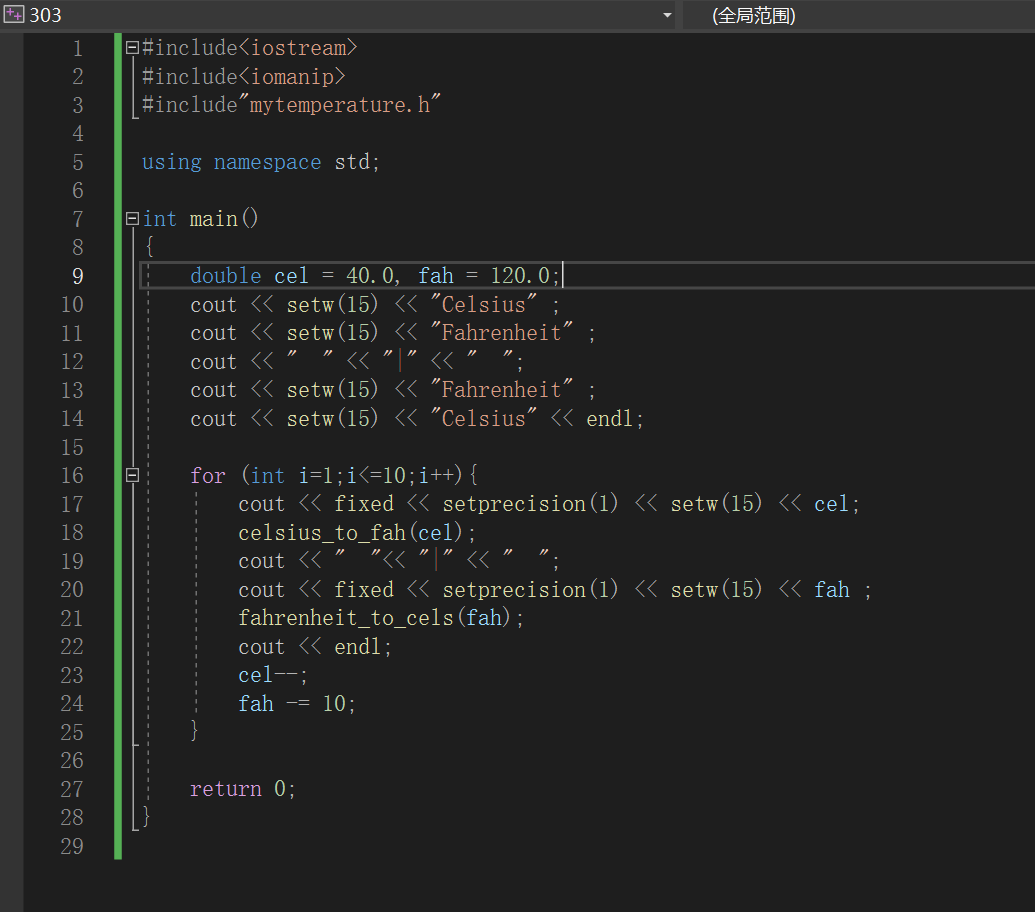 303 (全局范围)
1 #include<iostream>
2 #include<iomanip>
3 #include"mytemperature.h"
4
5 using namespace std;
6
7 int main()
8 {
9 double cel = 40.0, fah = 120.0;
10 cout << setw(15) << "Celsius" ;
11 cout << setw(15) << "Fahrenheit" ;
12 cout << "  " << "|" << "  ";
13 cout << setw(15) << "Fahrenheit" ;
14 cout << setw(15) << "Celsius" << endl;
15
16 for (int i=1;i<=10;i++){
17 cout << fixed << setprecision(1) << setw(15) << cel;
18 celsius_to_fah(cel);
19 cout << "  "<< "|" << "  ";
20 cout << fixed << setprecision(1) << setw(15) << fah ;
21 fahrenheit_to_cels(fah);
22 cout << endl;
23 cel--;
24 fah -= 10;
25 }
26
27 return 0;
28 }
29